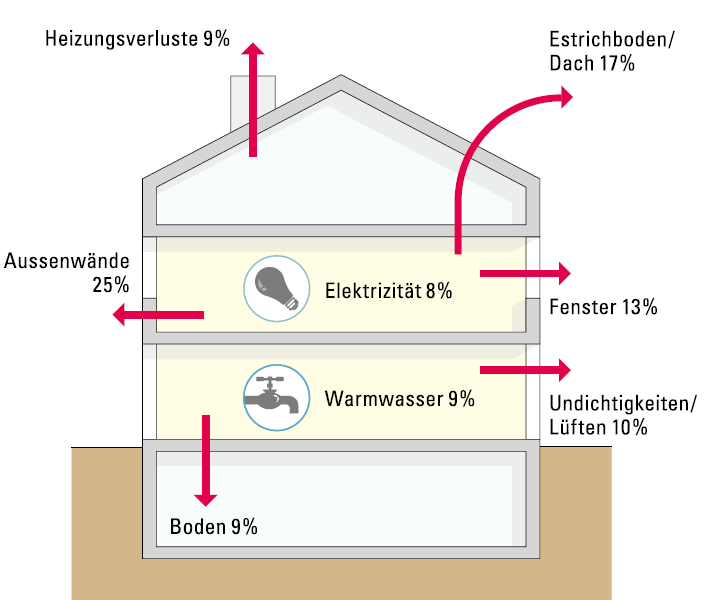 Heizungsverluste 9%
Estrichboden/
Dach 17%
Aussenwände
25%
Elektrizität 8%
Fenster 13%
Warmwasser 9%
Undichtigkeiten/
Lüften 10%
Boden 9%